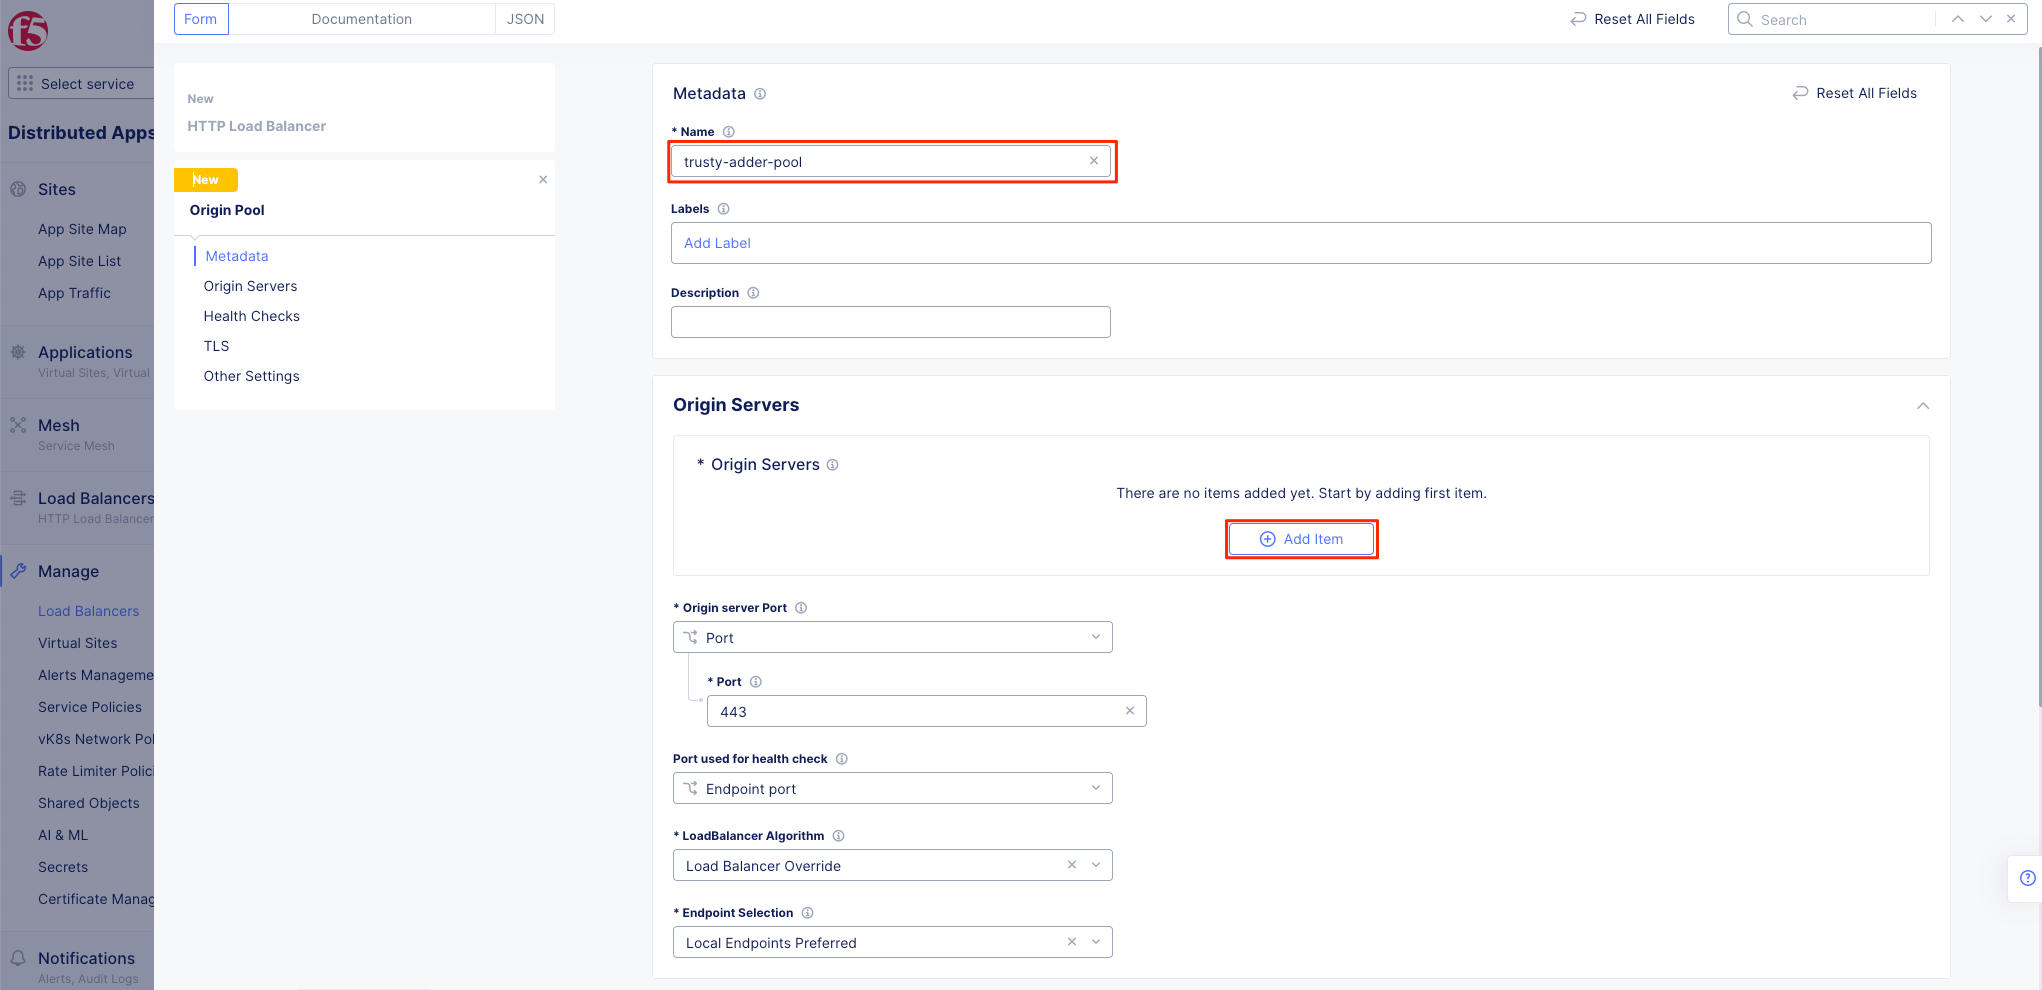 f5
Form
Documentation
JSON
Reset All Fields
Search
Select service
Distributed Apps
Sites
App Site Map
App Site List
App Traffic
Applications
Virtual Sites, Virtual
Mesh
Service Mesh
Load Balancers
HTTP Load Balancer
Manage
Load Balancers
Virtual Sites
Alerts Manageme
Service Policies
vK8s Network Pol
Rate Limiter Polici
Shared Objects
AI & ML
Secrets
Certificate Manag
Notifications
Alerts, Audit Logs
New
HTTP Load Balancer
New
Origin Pool
Metadata
Origin Servers
Health Checks
TLS
Other Settings
Metadata
Reset All Fields
* Name
trusty-adder-pool
Labels
Add Label
Description
Origin Servers
* Origin Servers
There are no items added yet. Start by adding first item.
Add Item
* Origin server Port
Port
* Port
443
Port used for health check
Endpoint port
* LoadBalancer Algorithm
Load Balancer Override
* Endpoint Selection
Local Endpoints Preferred